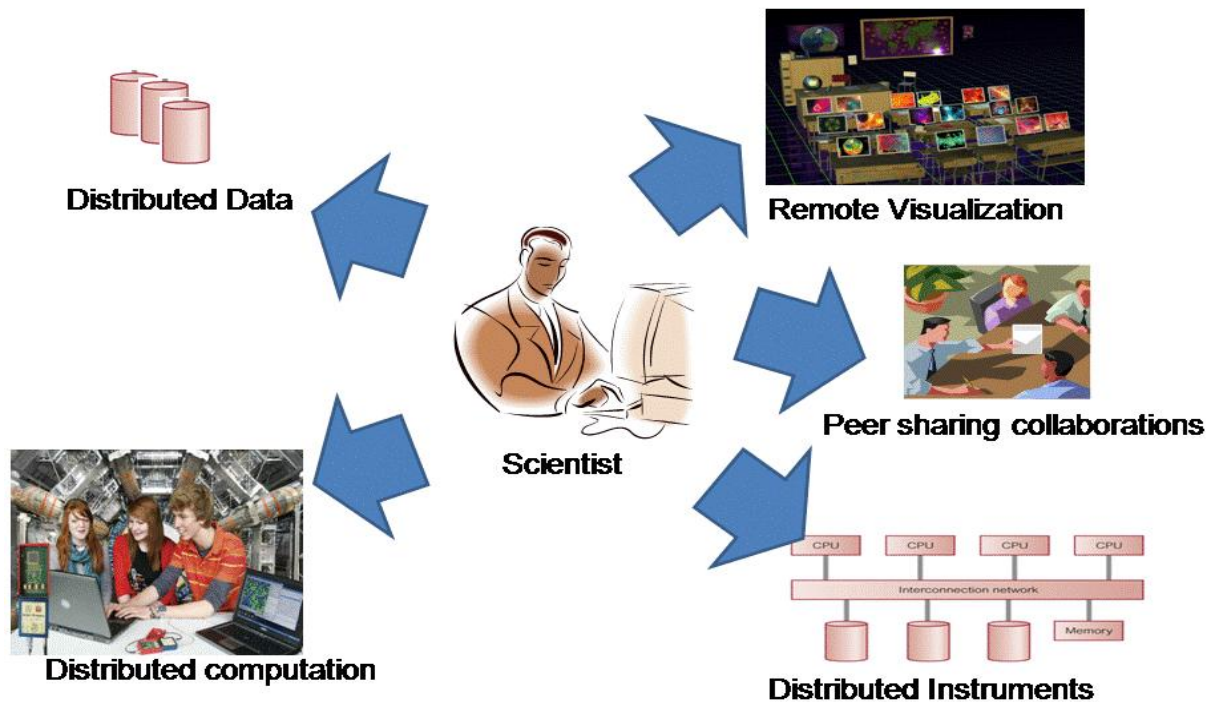 Distributed Data
Remote Visualization
Peer sharing collaborations
Scientist
CPU
CPU
CPU
CPU
Interconnection network
Memory
Distributed computation
Distributed Instruments